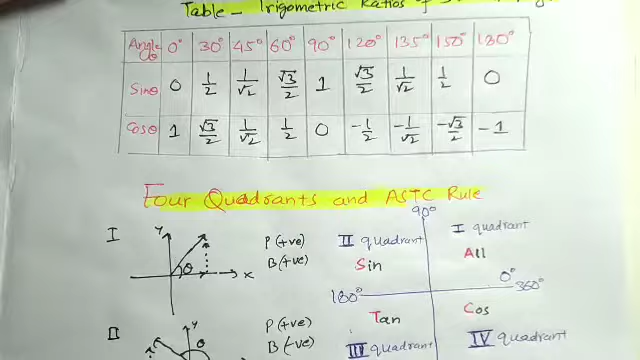 Table - Trigometric Ratios of
Angle θ 0° 30° 45° 60° 90° 120° 135° 150° 180°
Sinθ 0 1/2 1/√2 √3/2 1 √3/2 1/√2 1/2 0
Cosθ 1 √3/2 1/√2 1/2 0 -1/2 -1/√2 -√3/2 -1
Four Quadrants and ASTC Rule
90°
I y P(+ve) II quadrant I quadrant
θ x B(+ve) Sin All
0°
180° 360°
Tan Cos
II y P(+ve) III quadrant IV quadrant
θ B(-ve)